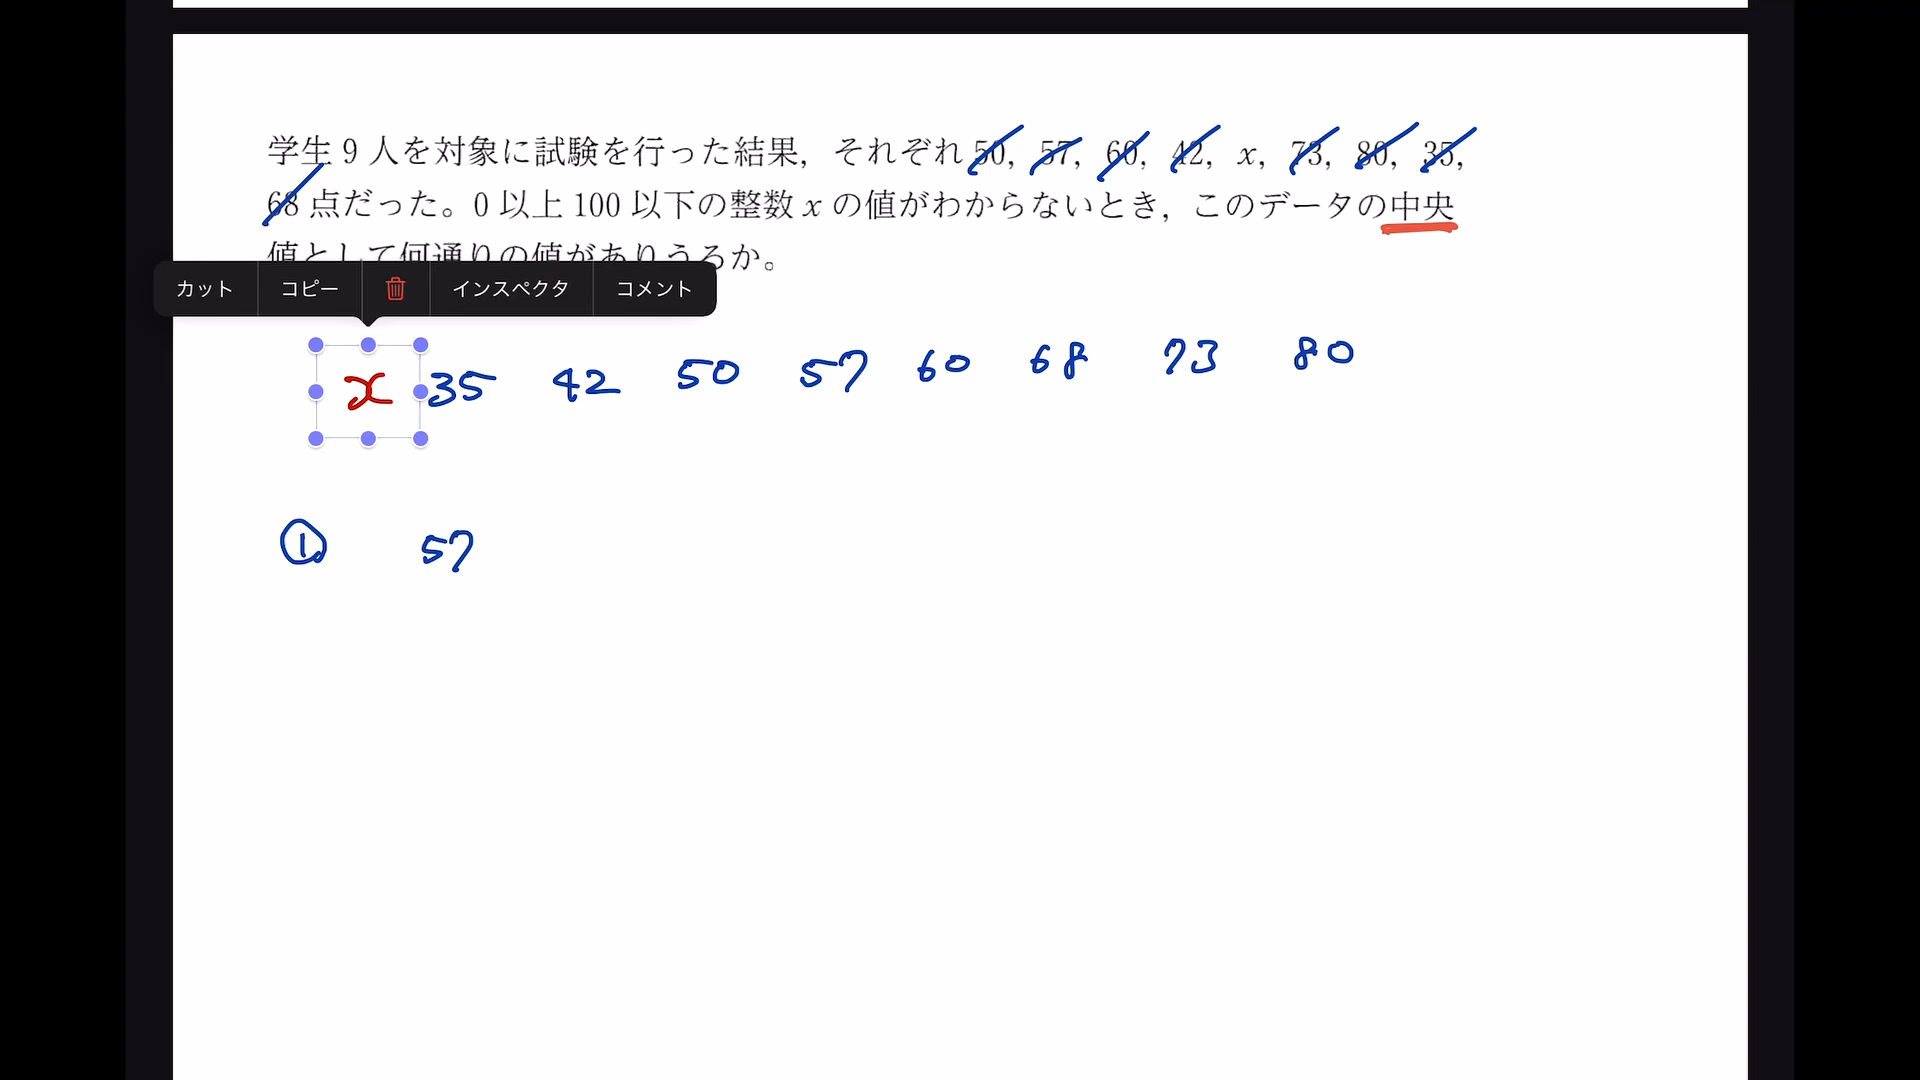 学生 9 人を対象に試験を行った結果，それぞれ 50, 57, 60, 42, x, 73, 80, 35,
68 点だった。0 以上 100 以下の整数 x の値がわからないとき，このデータの中央
値として何通りの値がありうるか。
カット コピー インスペクタ コメント
x 35 42 50 57 60 68 73 80
① 57